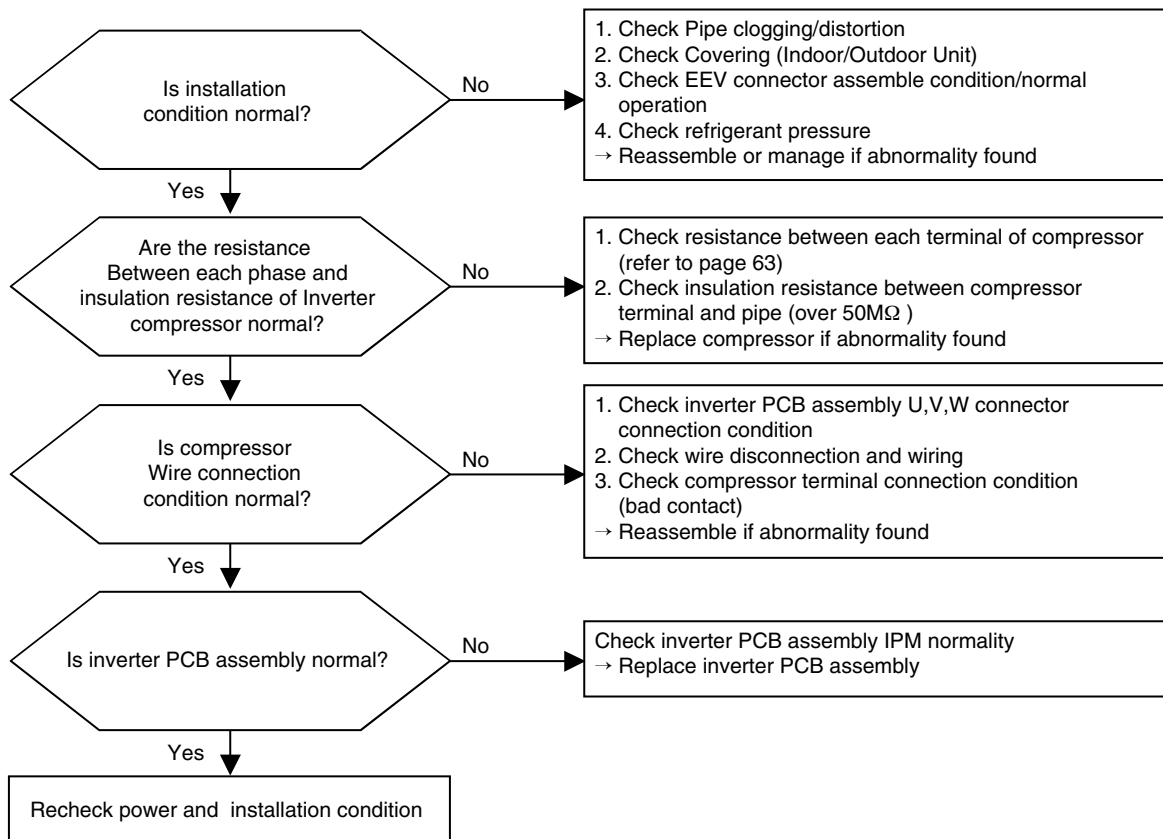 Is installation
condition normal?
No
1. Check Pipe clogging/distortion
2. Check Covering (Indoor/Outdoor Unit)
3. Check EEV connector assemble condition/normal
operation
4. Check refrigerant pressure
→ Reassemble or manage if abnormality found
Yes
Are the resistance
Between each phase and
insulation resistance of Inverter
compressor normal?
No
1. Check resistance between each terminal of compressor
(refer to page 63)
2. Check insulation resistance between compressor
terminal and pipe (over 50MΩ )
→ Replace compressor if abnormality found
Yes
Is compressor
Wire connection
condition normal?
No
1. Check inverter PCB assembly U,V,W connector
connection condition
2. Check wire disconnection and wiring
3. Check compressor terminal connection condition
(bad contact)
→ Reassemble if abnormality found
Yes
Is inverter PCB assembly normal?
No
Check inverter PCB assembly IPM normality
→ Replace inverter PCB assembly
Yes
Recheck power and installation condition